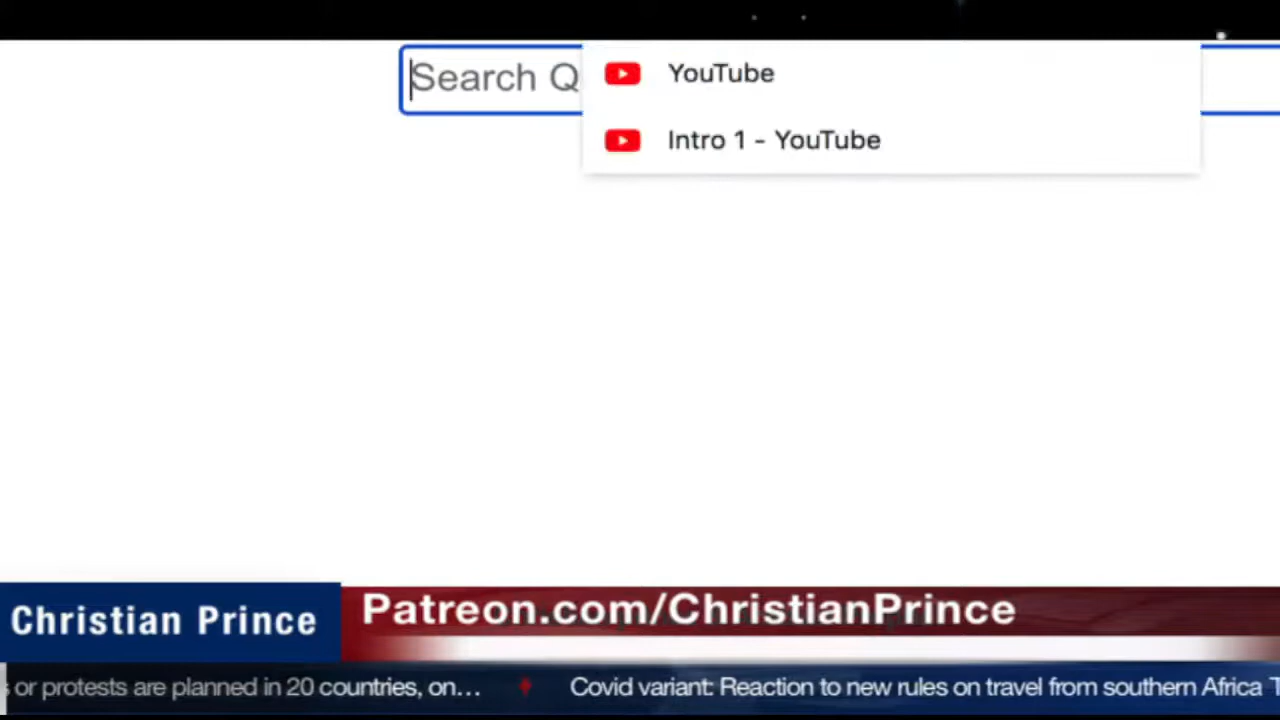 Search Q
YouTube
Intro 1 - YouTube
Christian Prince
Patreon.com/ChristianPrince
or protests are planned in 20 countries, on…
Covid variant: Reaction to new rules on travel from southern Africa